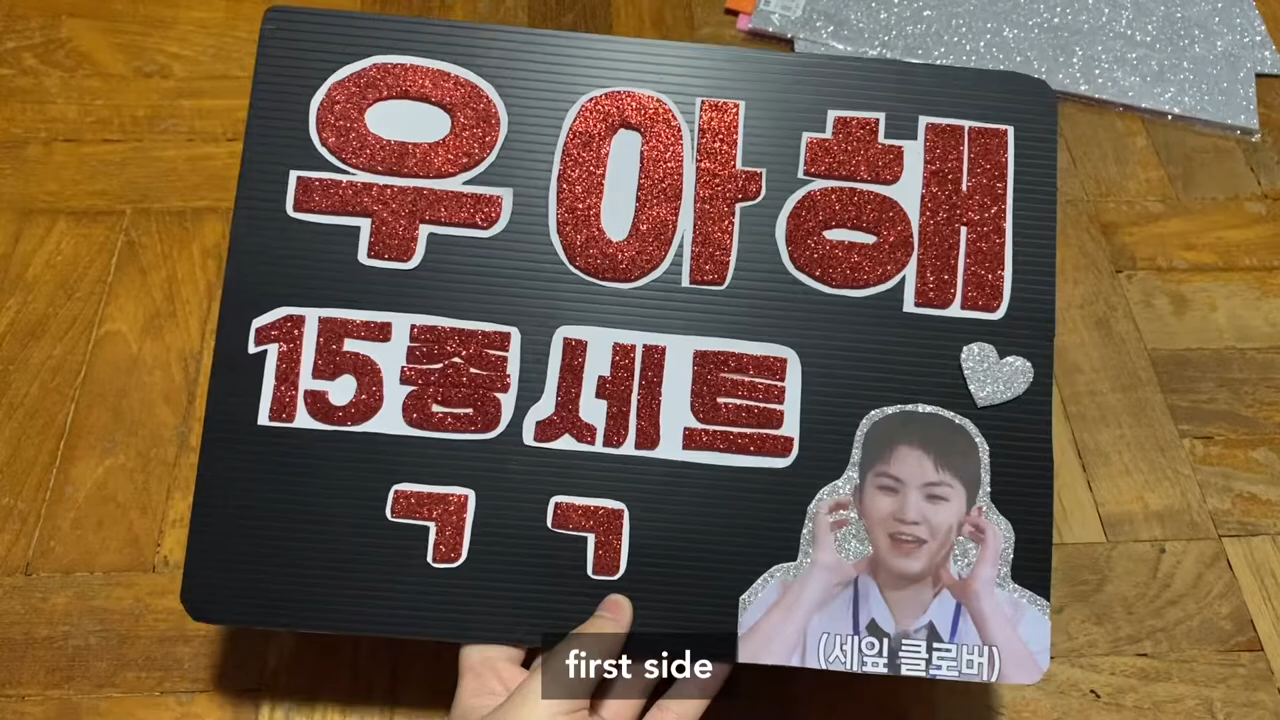 우아해
15종세트
ㄱ ㄱ
(세잎 클로버)
first side